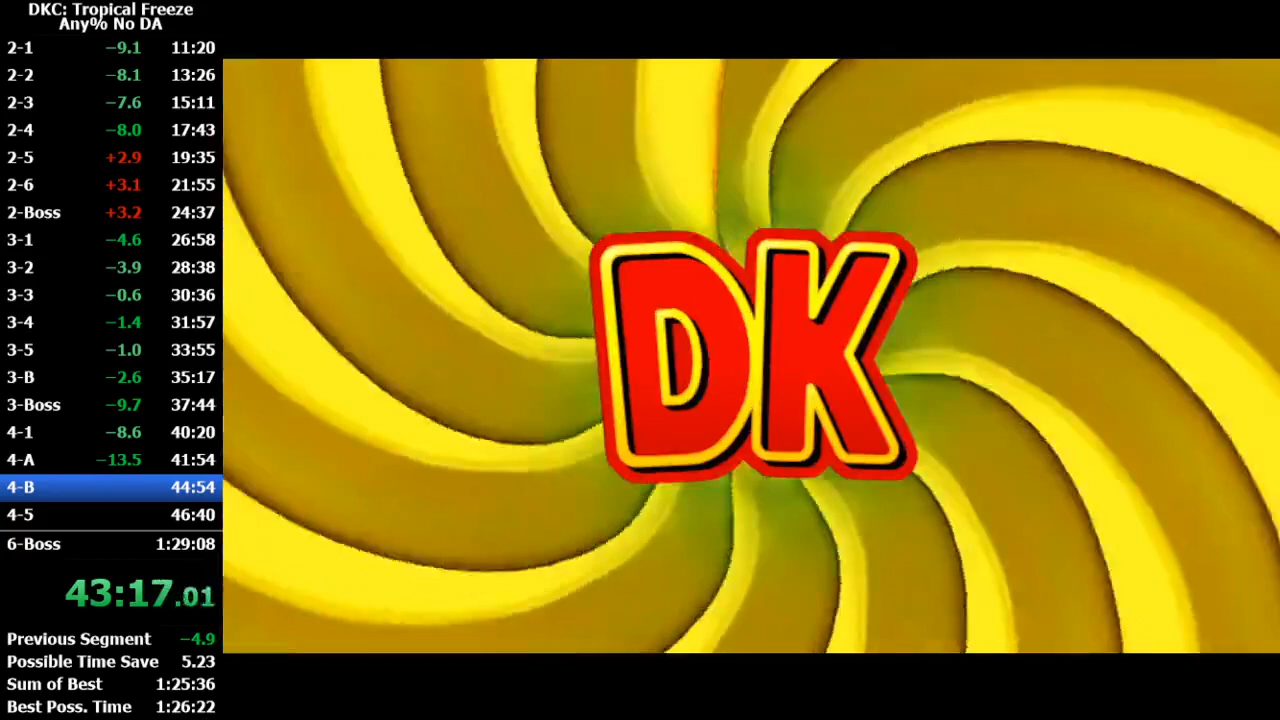 DKC: Tropical Freeze
Any% No DA
2-1 −9.1 11:20
2-2 −8.1 13:26
2-3 −7.6 15:11
2-4 −8.0 17:43
2-5 +2.9 19:35
2-6 +3.1 21:55
2-Boss +3.2 24:37
3-1 −4.6 26:58
3-2 −3.9 28:38
3-3 −0.6 30:36
3-4 −1.4 31:57
3-5 −1.0 33:55
3-B −2.6 35:17
3-Boss −9.7 37:44
4-1 −8.6 40:20
4-A −13.5 41:54
4-B 44:54
4-5 46:40
6-Boss 1:29:08
43:17.01
Previous Segment −4.9
Possible Time Save 5.23
Sum of Best 1:25:36
Best Poss. Time 1:26:22
DK